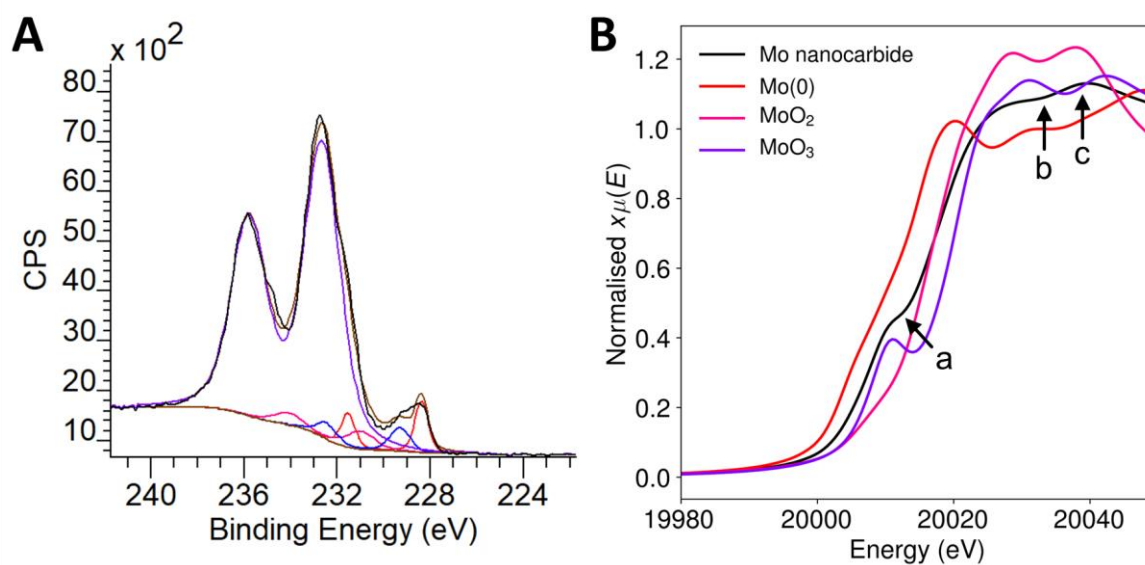 A
x 10²
80
70
60
50
40
30
20
10
CPS
240
236
232
228
224
Binding Energy (eV)
B
Mo nanocarbide
Mo(0)
MoO₂
MoO₃
a
b
c
1.2
1.0
0.8
0.6
0.4
0.2
0.0
Normalised xμ(E)
19980
20000
20020
20040
Energy (eV)